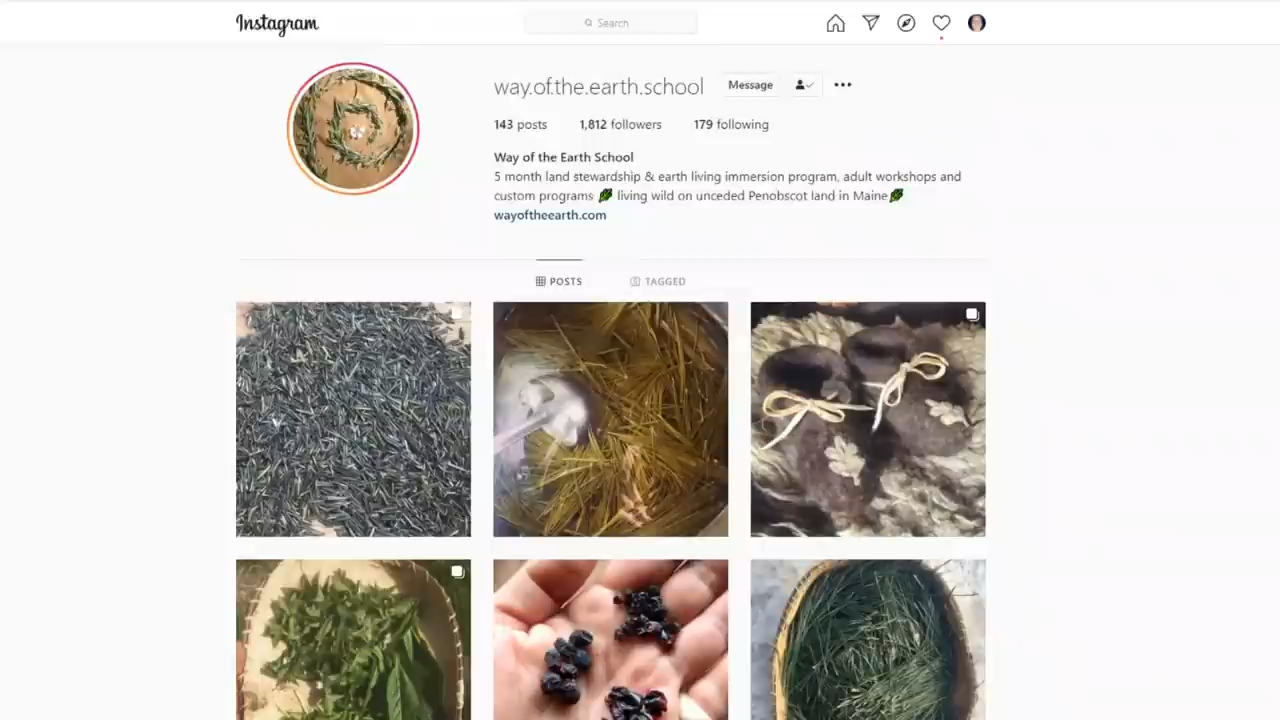 Instagram
Search
way.of.the.earth.school
Message
143 posts 1,812 followers 179 following
Way of the Earth School
5 month land stewardship & earth living immersion program, adult workshops and
custom programs 🌿 living wild on unceded Penobscot land in Maine🌿
wayoftheearth.com
POSTS TAGGED